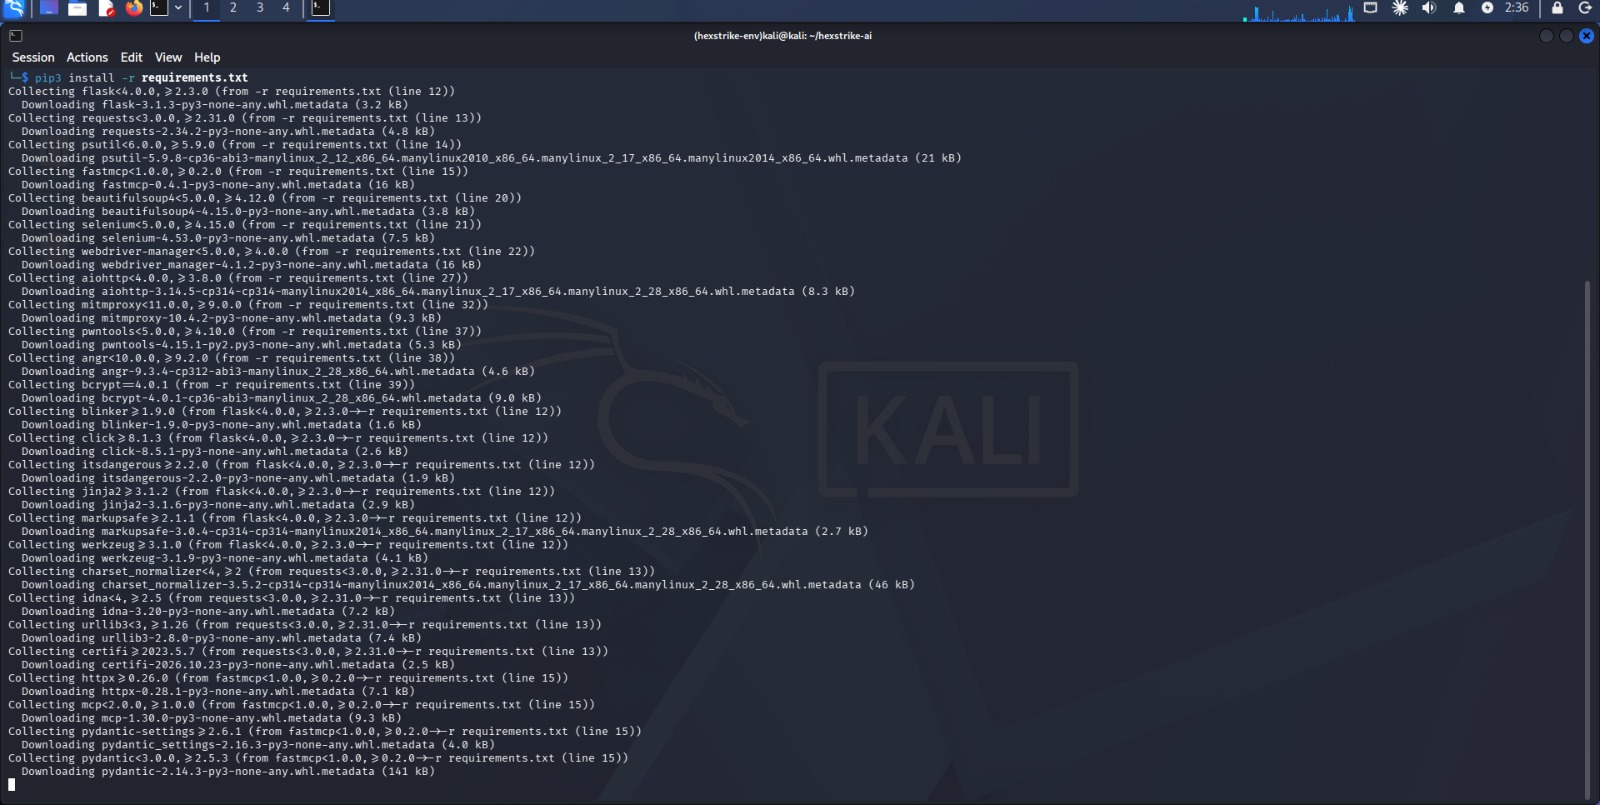 1 2 3 4
2:36
(hexstrike-env)kali@kali: ~/hexstrike-ai
Session Actions Edit View Help
└─$ pip3 install -r requirements.txt
Collecting flask<4.0.0,≥2.3.0 (from -r requirements.txt (line 12))
Downloading flask-3.1.3-py3-none-any.whl.metadata (3.2 kB)
Collecting requests<3.0.0,≥2.31.0 (from -r requirements.txt (line 13))
Downloading requests-2.34.2-py3-none-any.whl.metadata (4.8 kB)
Collecting psutil<6.0.0,≥5.9.0 (from -r requirements.txt (line 14))
Downloading psutil-5.9.8-cp36-abi3-manylinux_2_12_x86_64.manylinux2010_x86_64.manylinux_2_17_x86_64.manylinux2014_x86_64.whl.metadata (21 kB)
Collecting fastmcp<1.0.0,≥0.2.0 (from -r requirements.txt (line 15))
Downloading fastmcp-0.4.1-py3-none-any.whl.metadata (16 kB)
Collecting beautifulsoup4<5.0.0,≥4.12.0 (from -r requirements.txt (line 20))
Downloading beautifulsoup4-4.15.0-py3-none-any.whl.metadata (3.8 kB)
Collecting selenium<5.0.0,≥4.15.0 (from -r requirements.txt (line 21))
Downloading selenium-4.53.0-py3-none-any.whl.metadata (7.5 kB)
Collecting webdriver-manager<5.0.0,≥4.0.0 (from -r requirements.txt (line 22))
Downloading webdriver_manager-4.1.2-py3-none-any.whl.metadata (16 kB)
Collecting aiohttp<4.0.0,≥3.8.0 (from -r requirements.txt (line 27))
Downloading aiohttp-3.14.5-cp314-cp314-manylinux2014_x86_64.manylinux_2_17_x86_64.manylinux_2_28_x86_64.whl.metadata (8.3 kB)
Collecting mitmproxy<11.0.0,≥9.0.0 (from -r requirements.txt (line 32))
Downloading mitmproxy-10.4.2-py3-none-any.whl.metadata (9.3 kB)
Collecting pwntools<5.0.0,≥4.10.0 (from -r requirements.txt (line 37))
Downloading pwntools-4.15.1-py2.py3-none-any.whl.metadata (5.3 kB)
Collecting angr<10.0.0,≥9.2.0 (from -r requirements.txt (line 38))
Downloading angr-9.3.4-cp312-abi3-manylinux_2_28_x86_64.whl.metadata (4.6 kB)
Collecting bcrypt==4.0.1 (from -r requirements.txt (line 39))
Downloading bcrypt-4.0.1-cp36-abi3-manylinux_2_28_x86_64.whl.metadata (9.0 kB)
Collecting blinker≥1.9.0 (from flask<4.0.0,≥2.3.0->-r requirements.txt (line 12))
Downloading blinker-1.9.0-py3-none-any.whl.metadata (1.6 kB)
Collecting click≥8.1.3 (from flask<4.0.0,≥2.3.0->-r requirements.txt (line 12))
Downloading click-8.5.1-py3-none-any.whl.metadata (2.6 kB)
Collecting itsdangerous≥2.2.0 (from flask<4.0.0,≥2.3.0->-r requirements.txt (line 12))
Downloading itsdangerous-2.2.0-py3-none-any.whl.metadata (1.9 kB)
Collecting jinja2≥3.1.2 (from flask<4.0.0,≥2.3.0->-r requirements.txt (line 12))
Downloading jinja2-3.1.6-py3-none-any.whl.metadata (2.9 kB)
Collecting markupsafe≥2.1.1 (from flask<4.0.0,≥2.3.0->-r requirements.txt (line 12))
Downloading markupsafe-3.0.4-cp314-cp314-manylinux2014_x86_64.manylinux_2_17_x86_64.manylinux_2_28_x86_64.whl.metadata (2.7 kB)
Collecting werkzeug≥3.1.0 (from flask<4.0.0,≥2.3.0->-r requirements.txt (line 12))
Downloading werkzeug-3.1.9-py3-none-any.whl.metadata (4.1 kB)
Collecting charset_normalizer<4,≥2 (from requests<3.0.0,≥2.31.0->-r requirements.txt (line 13))
Downloading charset_normalizer-3.5.2-cp314-cp314-manylinux2014_x86_64.manylinux_2_17_x86_64.manylinux_2_28_x86_64.whl.metadata (46 kB)
Collecting idna<4,≥2.5 (from requests<3.0.0,≥2.31.0->-r requirements.txt (line 13))
Downloading idna-3.20-py3-none-any.whl.metadata (7.2 kB)
Collecting urllib3<3,≥1.26 (from requests<3.0.0,≥2.31.0->-r requirements.txt (line 13))
Downloading urllib3-2.8.0-py3-none-any.whl.metadata (7.4 kB)
Collecting certifi≥2023.5.7 (from requests<3.0.0,≥2.31.0->-r requirements.txt (line 13))
Downloading certifi-2026.10.23-py3-none-any.whl.metadata (2.5 kB)
Collecting httpx≥0.26.0 (from fastmcp<1.0.0,≥0.2.0->-r requirements.txt (line 15))
Downloading httpx-0.28.1-py3-none-any.whl.metadata (7.1 kB)
Collecting mcp<2.0.0,≥1.0.0 (from fastmcp<1.0.0,≥0.2.0->-r requirements.txt (line 15))
Downloading mcp-1.30.0-py3-none-any.whl.metadata (9.3 kB)
Collecting pydantic-settings≥2.6.1 (from fastmcp<1.0.0,≥0.2.0->-r requirements.txt (line 15))
Downloading pydantic_settings-2.16.3-py3-none-any.whl.metadata (4.0 kB)
Collecting pydantic<3.0.0,≥2.5.3 (from fastmcp<1.0.0,≥0.2.0->-r requirements.txt (line 15))
Downloading pydantic-2.14.3-py3-none-any.whl.metadata (141 kB)
KALI